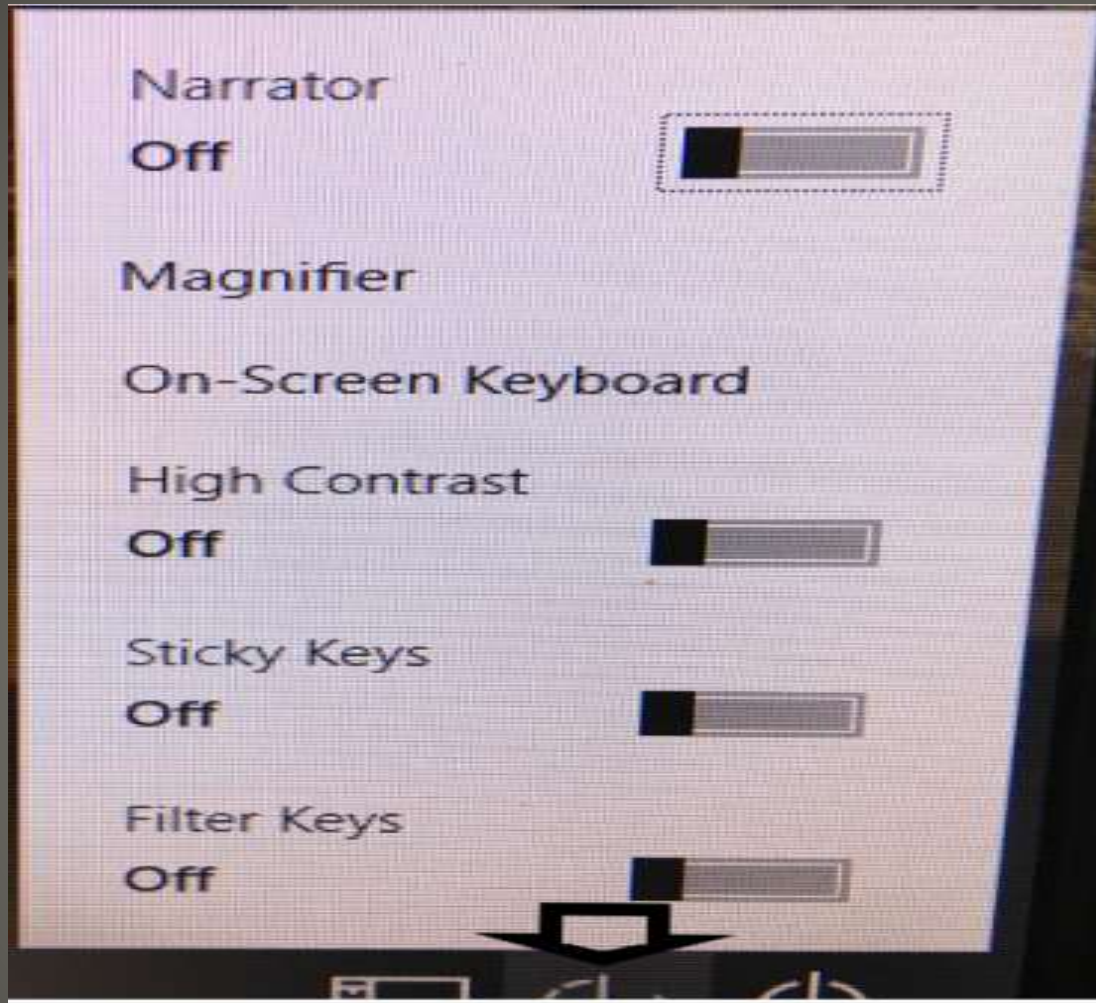 Narrator
Off
Magnifier
On-Screen Keyboard
High Contrast
Off
Sticky Keys
Off
Filter Keys
Off